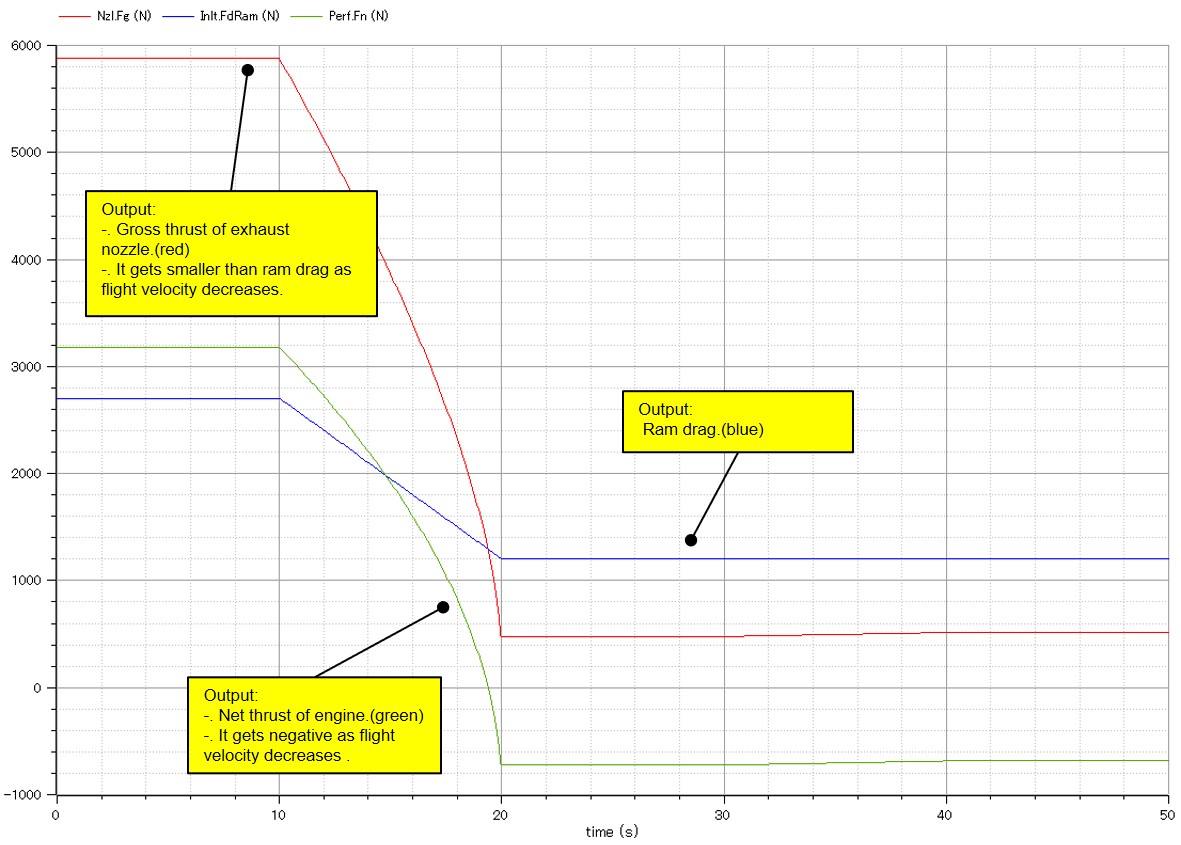 Nzl.Fg (N) Inlt.FdRam (N) Perf.Fn (N)
6000
5000
4000
3000
2000
1000
0
-1000
Output:
-. Gross thrust of exhaust
nozzle.(red)
-. It gets smaller than ram drag as
flight velocity decreases.
Output:
Ram drag.(blue)
Output:
-. Net thrust of engine.(green)
-. It gets negative as flight
velocity decreases .
0 10 20 30 40 50
time (s)